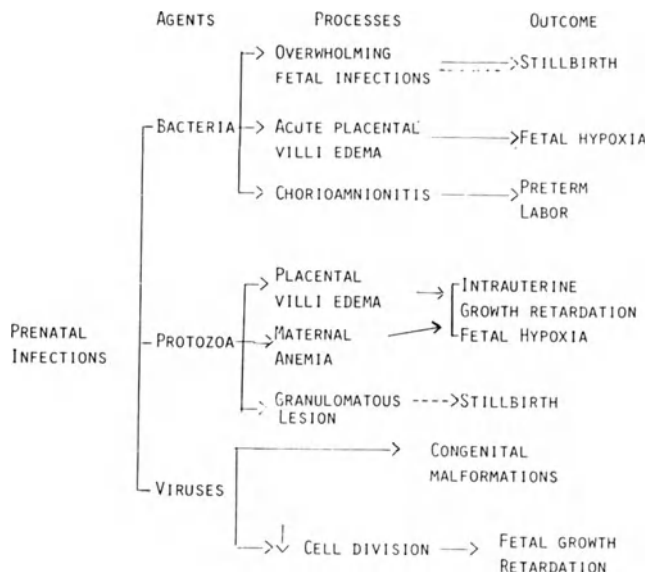 AGENTS PROCESSES OUTCOME
OVERWHOLMING
FETAL INFECTIONS
STILLBIRTH
BACTERIA
ACUTE PLACENTAL
VILLI EDEMA
FETAL HYPOXIA
CHORIOAMNIONITIS
PRETERM
LABOR
PRENATAL
INFECTIONS
PROTOZOA
PLACENTAL
VILLI EDEMA
INTRAUTERINE
GROWTH RETARDATION
MATERNAL
ANEMIA
FETAL HYPOXIA
GRANULOMATOUS
LESION
STILLBIRTH
VIRUSES
CONGENITAL
MALFORMATIONS
CELL DIVISION
FETAL GROWTH
RETARDATION